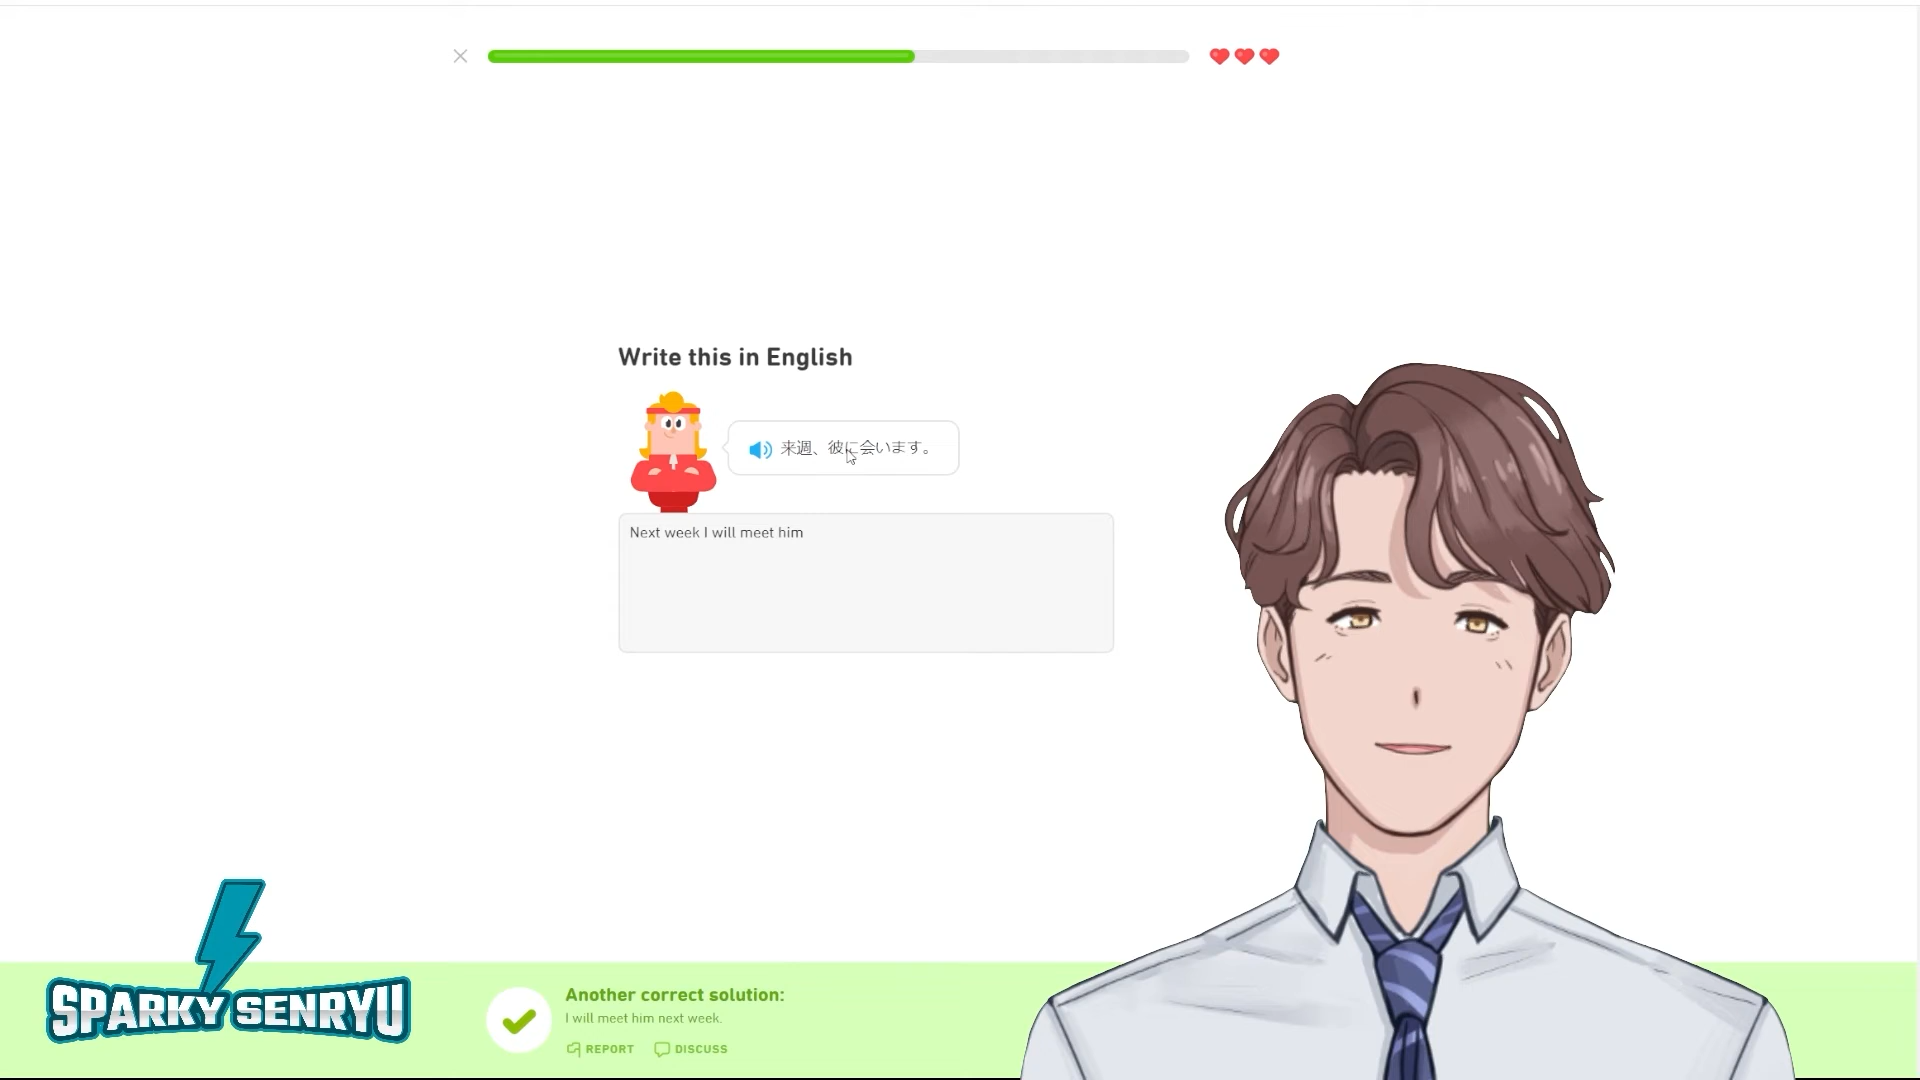 Write this in English
来週、彼に会います。
Next week I will meet him
SPARKY SENRYU
Another correct solution:
I will meet him next week.
REPORT DISCUSS